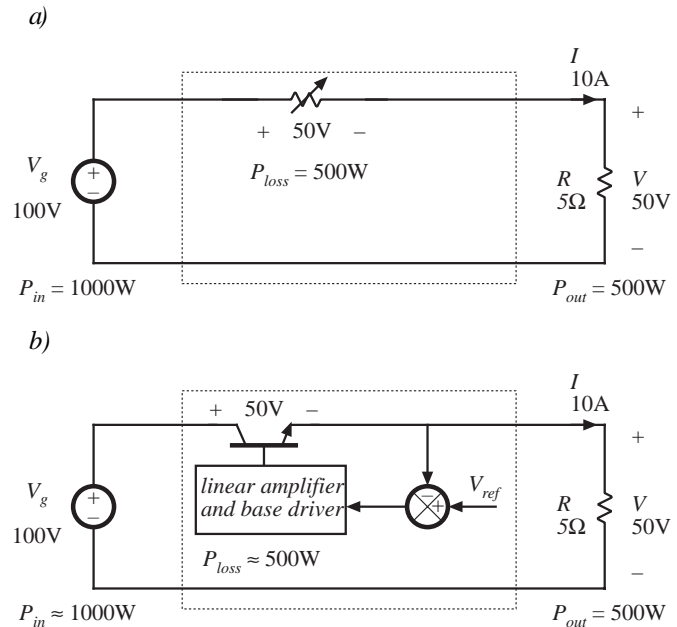 a)
I
10A
+ 50V –
P_loss = 500W
V_g
100V
+
–
R
5Ω
+
V
50V
–
P_in = 1000W
P_out = 500W
b)
I
10A
+ 50V –
linear amplifier
and base driver
–
+
V_ref
P_loss ≈ 500W
V_g
100V
+
–
R
5Ω
+
V
50V
–
P_in ≈ 1000W
P_out = 500W